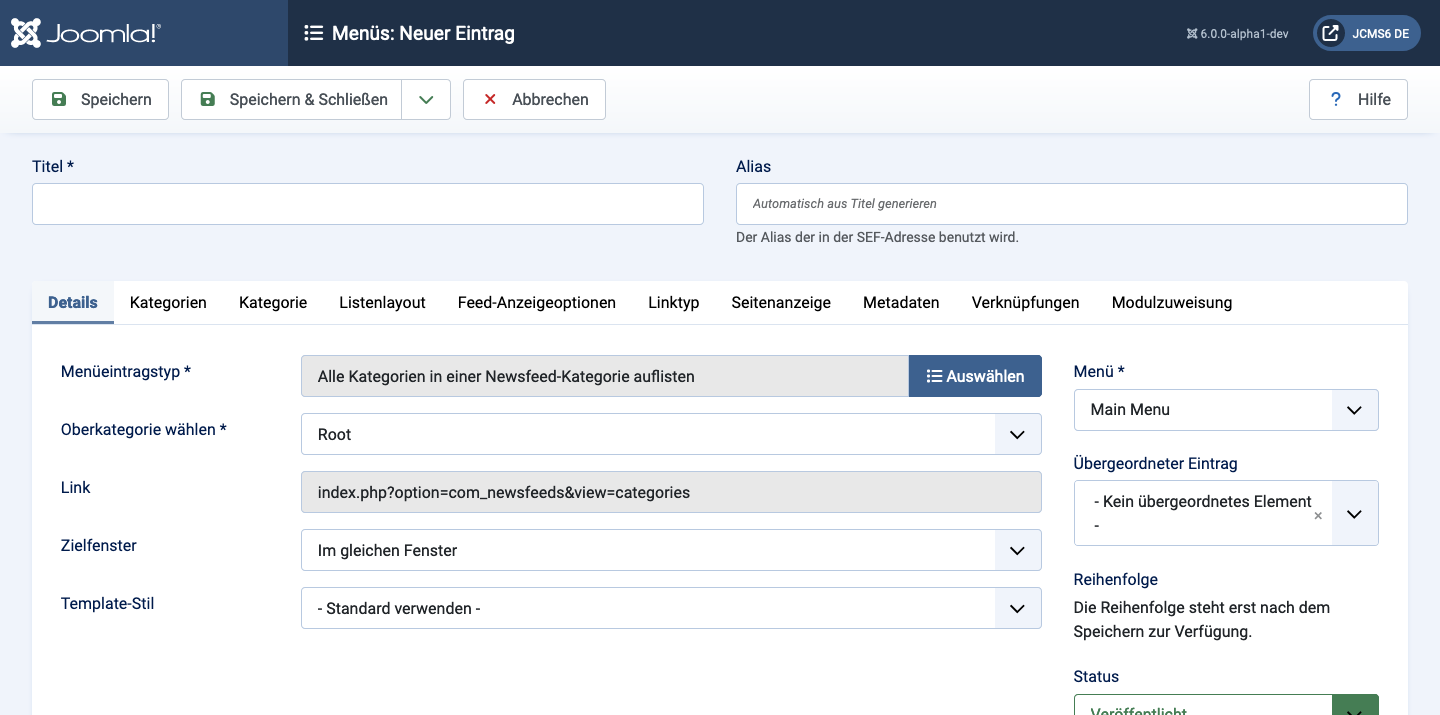 Joomla!®
Menüs: Neuer Eintrag
6.0.0-alpha1-dev
JCMS6 DE
Speichern
Speichern & Schließen
Abbrechen
? Hilfe
Titel *
Alias
Automatisch aus Titel generieren
Der Alias der in der SEF-Adresse benutzt wird.
Details Kategorien Kategorie Listenlayout Feed-Anzeigeoptionen Linktyp Seitenanzeige Metadaten Verknüpfungen Modulzuweisung
Menüeintragstyp *
Alle Kategorien in einer Newsfeed-Kategorie auflisten
Auswählen
Oberkategorie wählen *
Root
Link
index.php?option=com_newsfeeds&view=categories
Zielfenster
Im gleichen Fenster
Template-Stil
- Standard verwenden -
Menü *
Main Menu
Übergeordneter Eintrag
- Kein übergeordnetes Element
-
×
Reihenfolge
Die Reihenfolge steht erst nach dem
Speichern zur Verfügung.
Status
Veröffentlicht